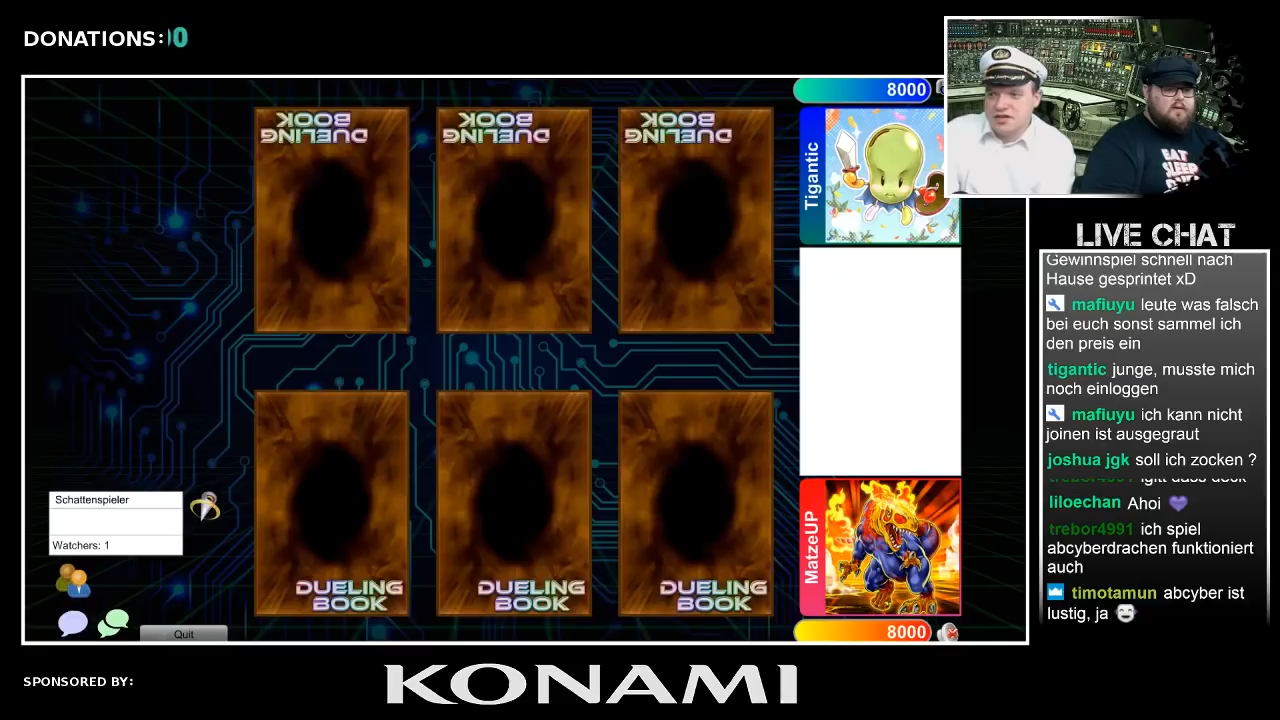 DONATIONS: 0
8000
DUELING
BOOK
DUELING
BOOK
DUELING
BOOK
Tigantic
EAT
SLEEP
LIVE CHAT
Gewinnspiel schnell nach
Hause gesprintet xD
mafiuyu leute was falsch
bei euch sonst sammel ich
den preis ein
tigantic junge, musste mich
noch einloggen
mafiuyu ich kann nicht
joinen ist ausgegraut
joshua jgk soll ich zocken ?
liloechan Ahoi
trebor4991 ich spiel
abcyberdrachen funktioniert
auch
timotamun abcyber ist
lustig, ja
Schattenspieler
Watchers: 1
MatzeUP
DUELING
BOOK
DUELING
BOOK
DUELING
BOOK
Quit
8000
SPONSORED BY:
KONAMI